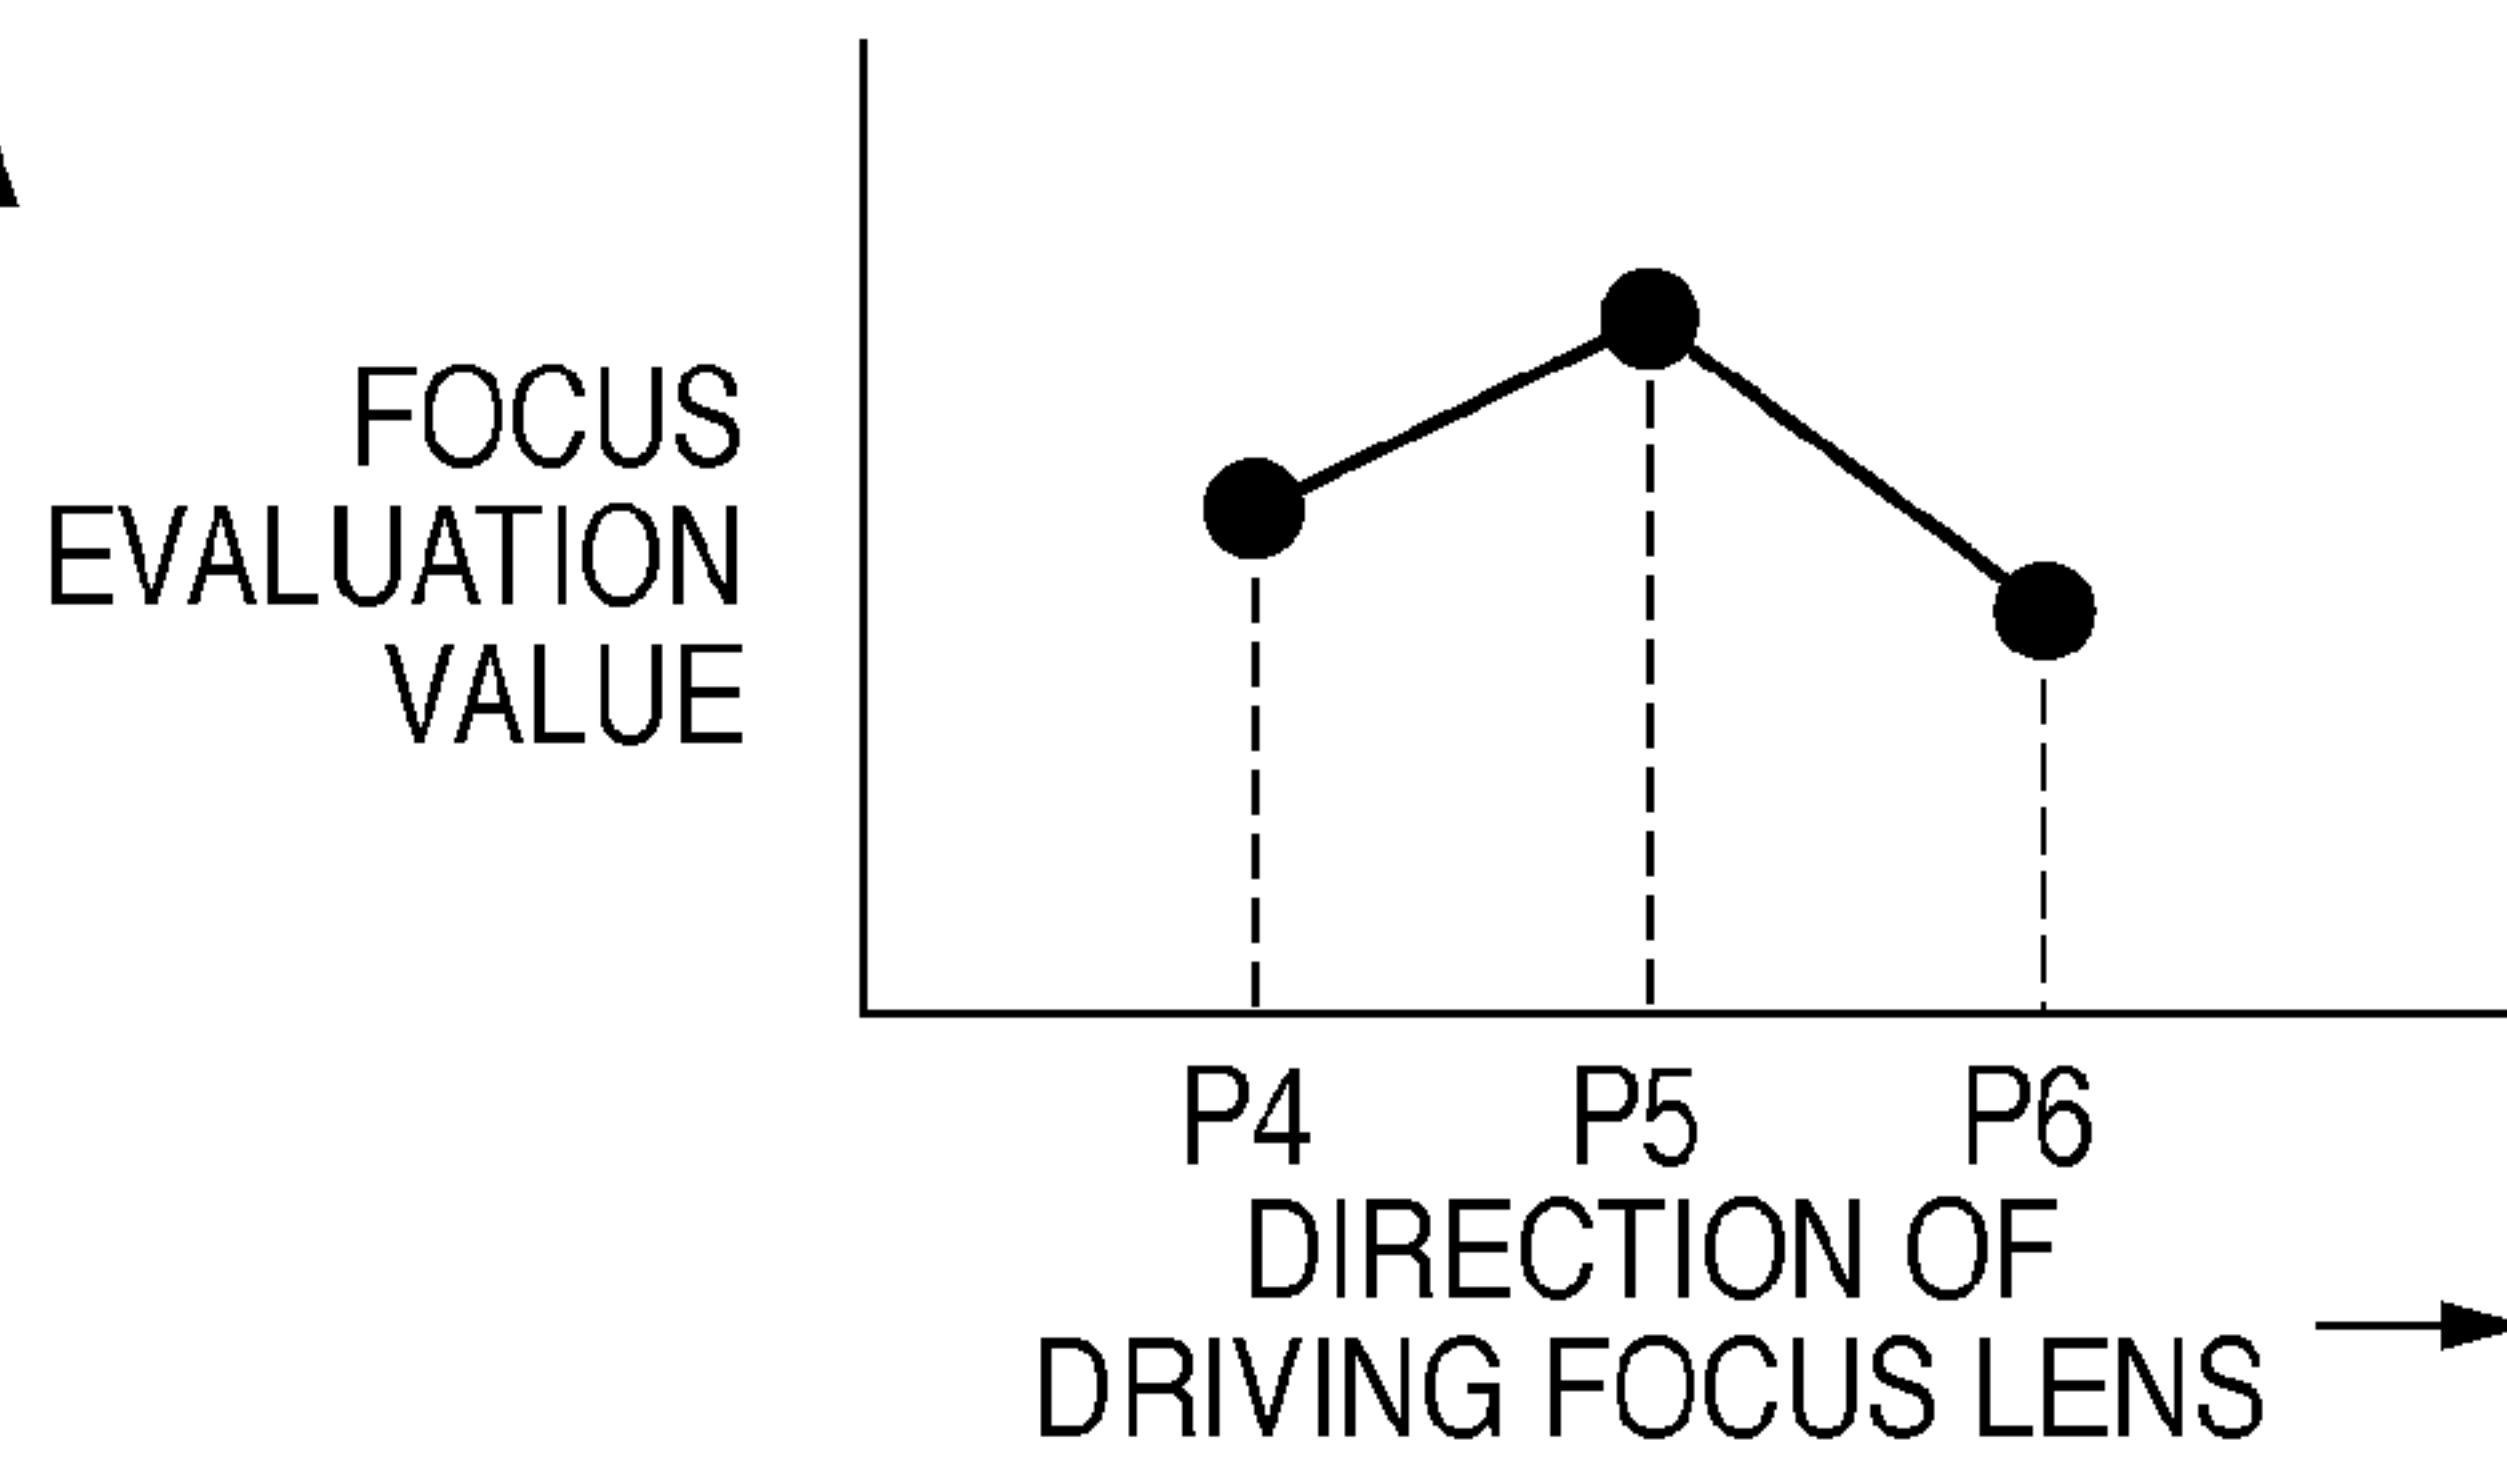 FOCUS
EVALUATION
VALUE
P4 P5 P6
DIRECTION OF
DRIVING FOCUS LENS